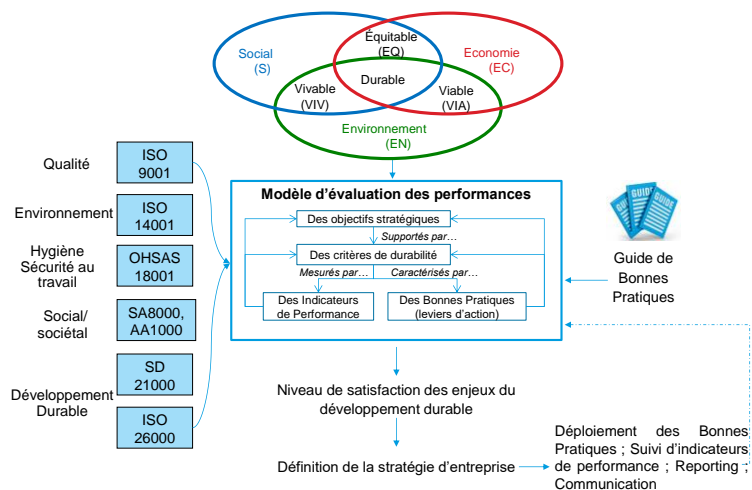 Social
(S)
Équitable
(EQ)
Economie
(EC)
Durable
Vivable
(VIV)
Viable
(VIA)
Environnement
(EN)
Qualité
ISO
9001
Environnement
ISO
14001
Hygiène
Sécurité au
travail
OHSAS
18001
Social/
sociétal
SA8000,
AA1000
Développement
Durable
SD
21000
ISO
26000
Modèle d'évaluation des performances
Des objectifs stratégiques
Supportés par…
Des critères de durabilité
Mesurés par…
Caractérisés par…
Des Indicateurs
de Performance
Des Bonnes Pratiques
(leviers d'action)
GUIDE
Guide de
Bonnes
Pratiques
Niveau de satisfaction des enjeux du
développement durable
Définition de la stratégie d'entreprise
Déploiement des Bonnes
Pratiques ; Suivi d'indicateurs
de performance ; Reporting ;
Communication